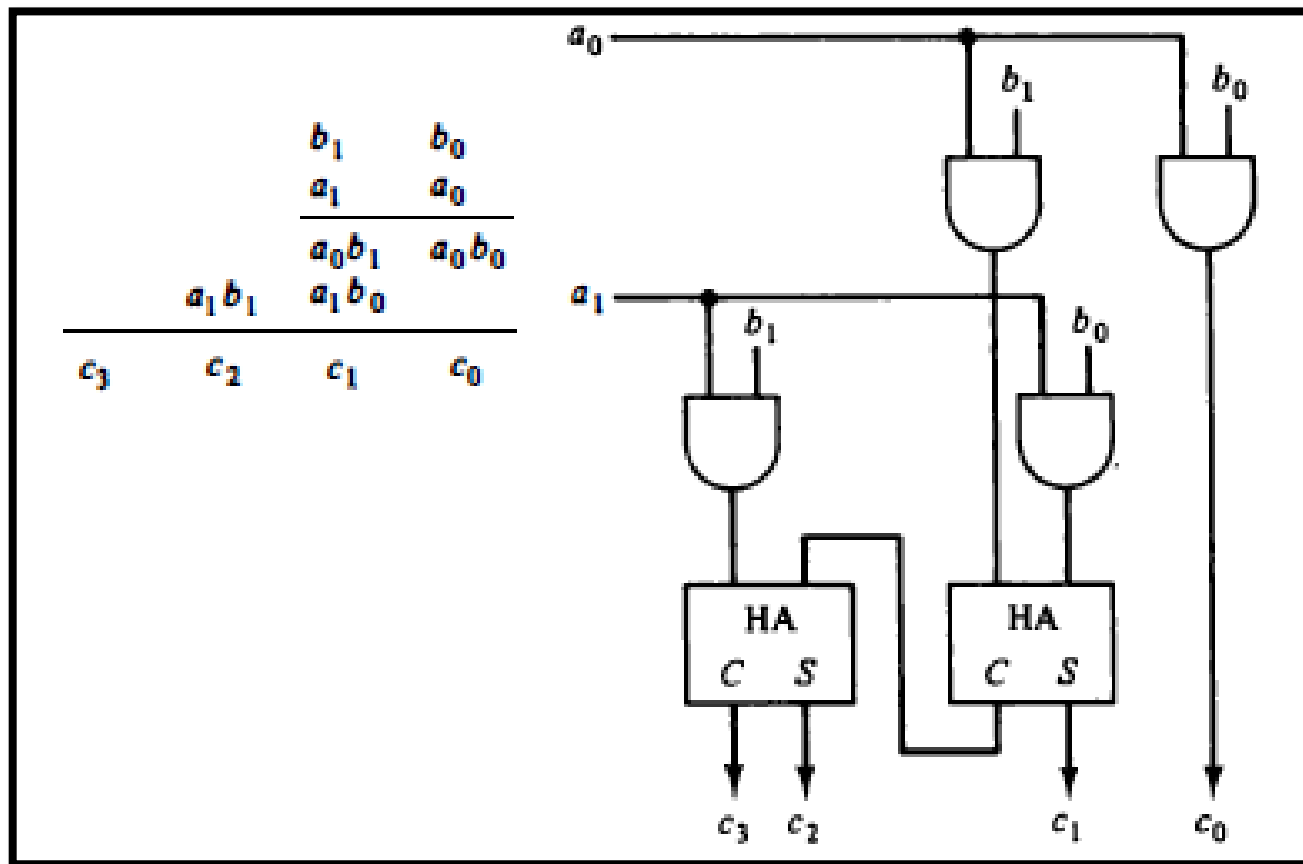 b₁ b₀
a₁ a₀
a₀b₁ a₀b₀
a₁b₁ a₁b₀
c₃ c₂ c₁ c₀
a₀
b₁ b₀
a₁
b₁ b₀
HA HA
C S C S
c₃ c₂ c₁ c₀